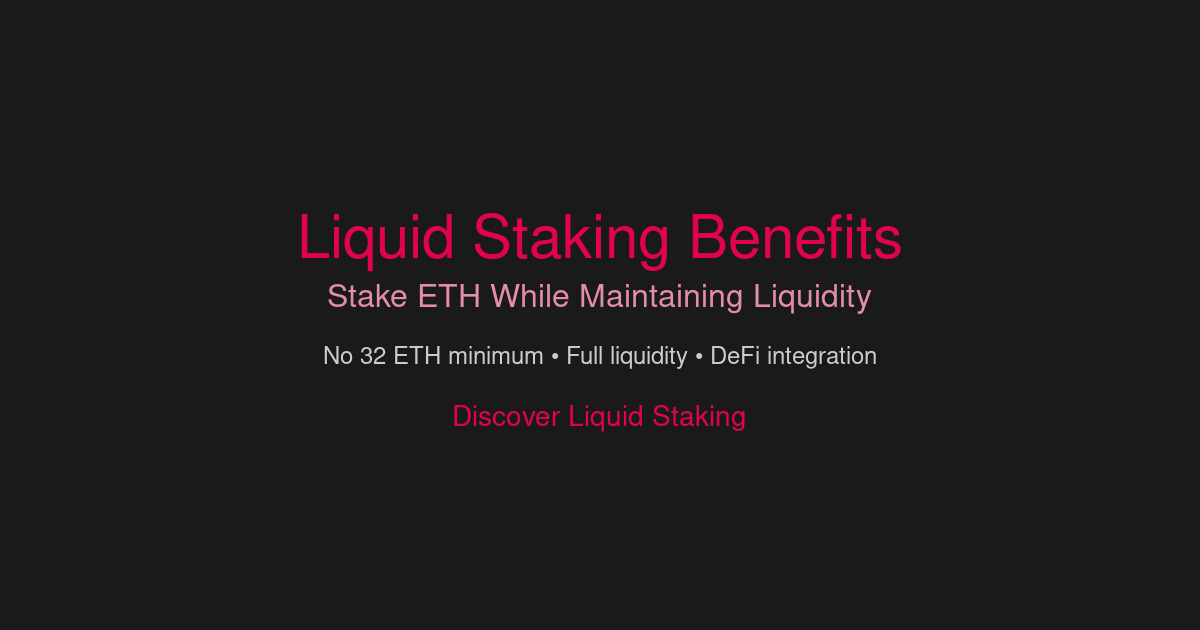 Liquid Staking Benefits
Stake ETH While Maintaining Liquidity
No 32 ETH minimum • Full liquidity • DeFi integration
Discover Liquid Staking